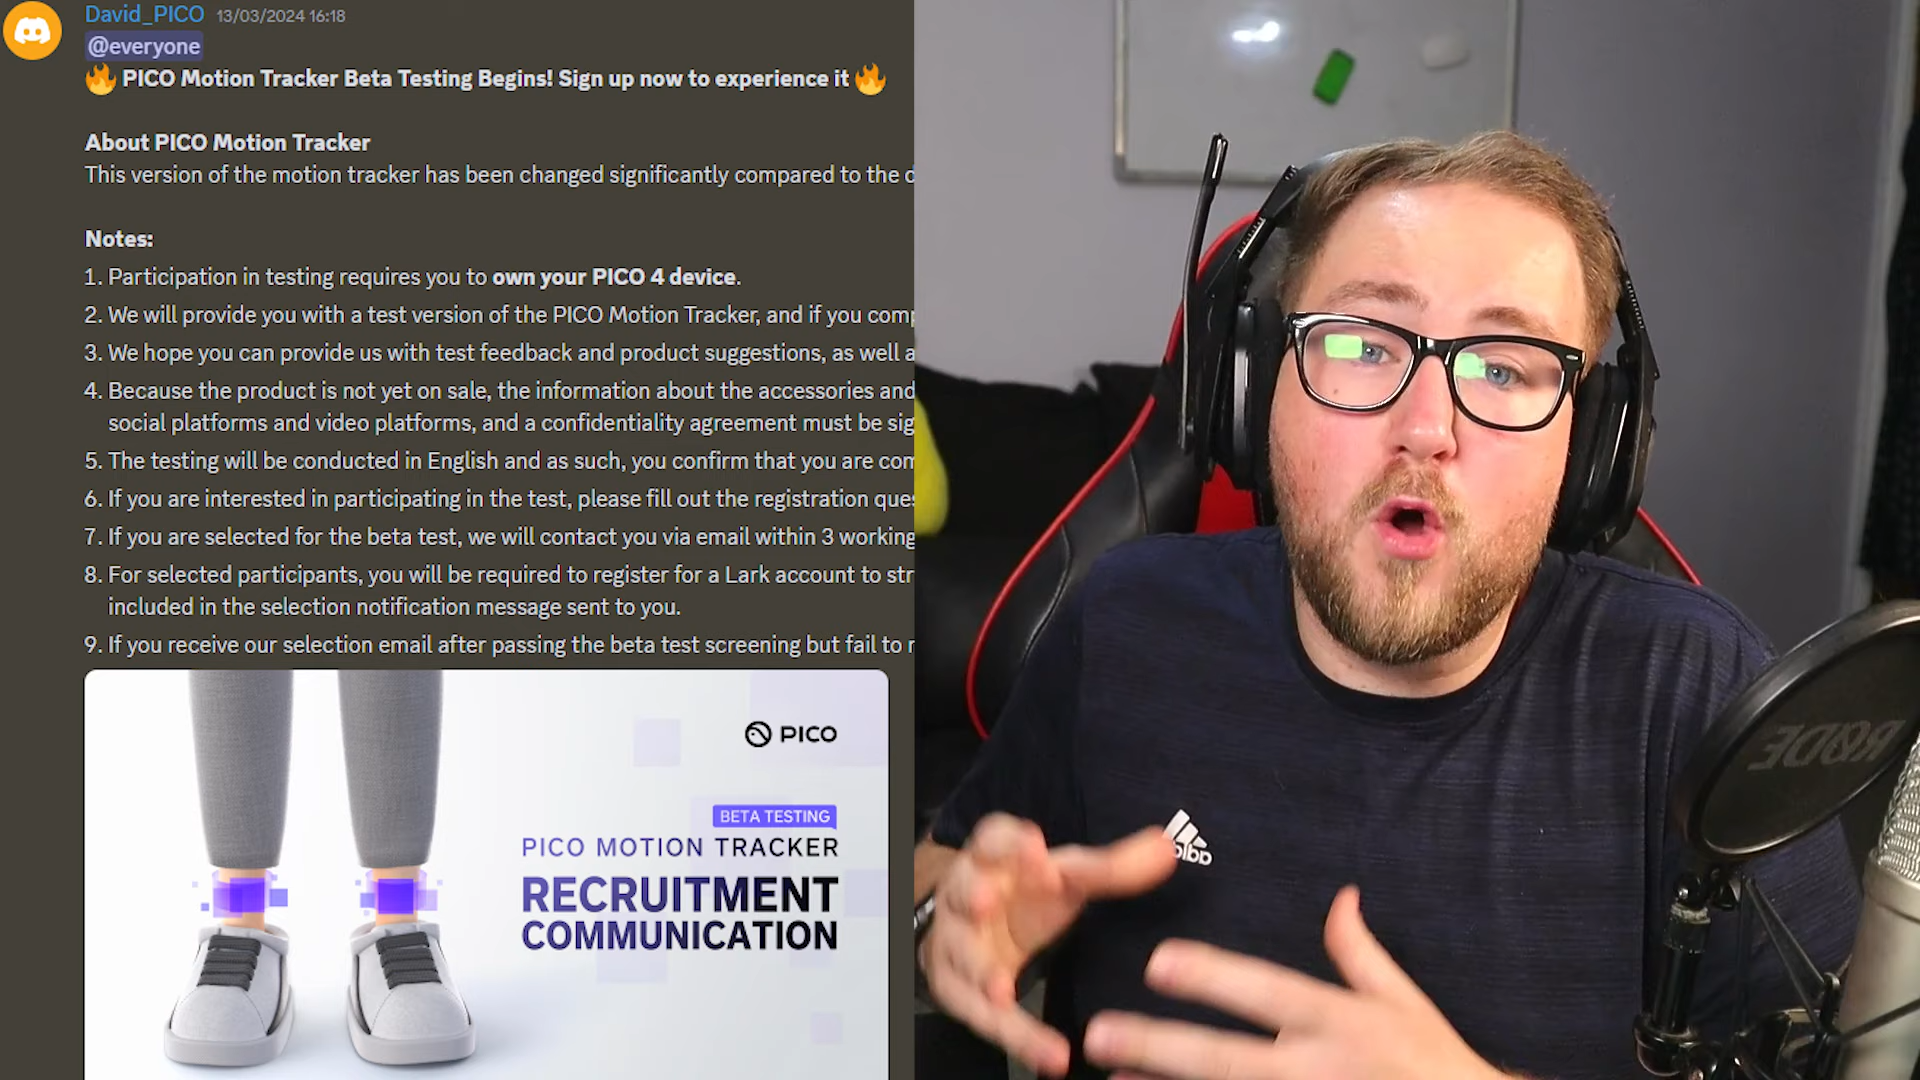 David_PICO 13/03/2024 16:18
@everyone
🔥 PICO Motion Tracker Beta Testing Begins! Sign up now to experience it 🔥
About PICO Motion Tracker
This version of the motion tracker has been changed significantly compared to the
Notes:
1. Participation in testing requires you to own your PICO 4 device.
2. We will provide you with a test version of the PICO Motion Tracker, and if you
3. We hope you can provide us with test feedback and product suggestions, as well
4. Because the product is not yet on sale, the information about the accessories and
social platforms and video platforms, and a confidentiality agreement must be
5. The testing will be conducted in English and as such, you confirm that you are
6. If you are interested in participating in the test, please fill out the registration
7. If you are selected for the beta test, we will contact you via email within 3 working
8. For selected participants, you will be required to register for a Lark account to
included in the selection notification message sent to you.
9. If you receive our selection email after passing the beta test screening but fail to
PICO
BETA TESTING
PICO MOTION TRACKER
RECRUITMENT
COMMUNICATION
adidas
RØDE